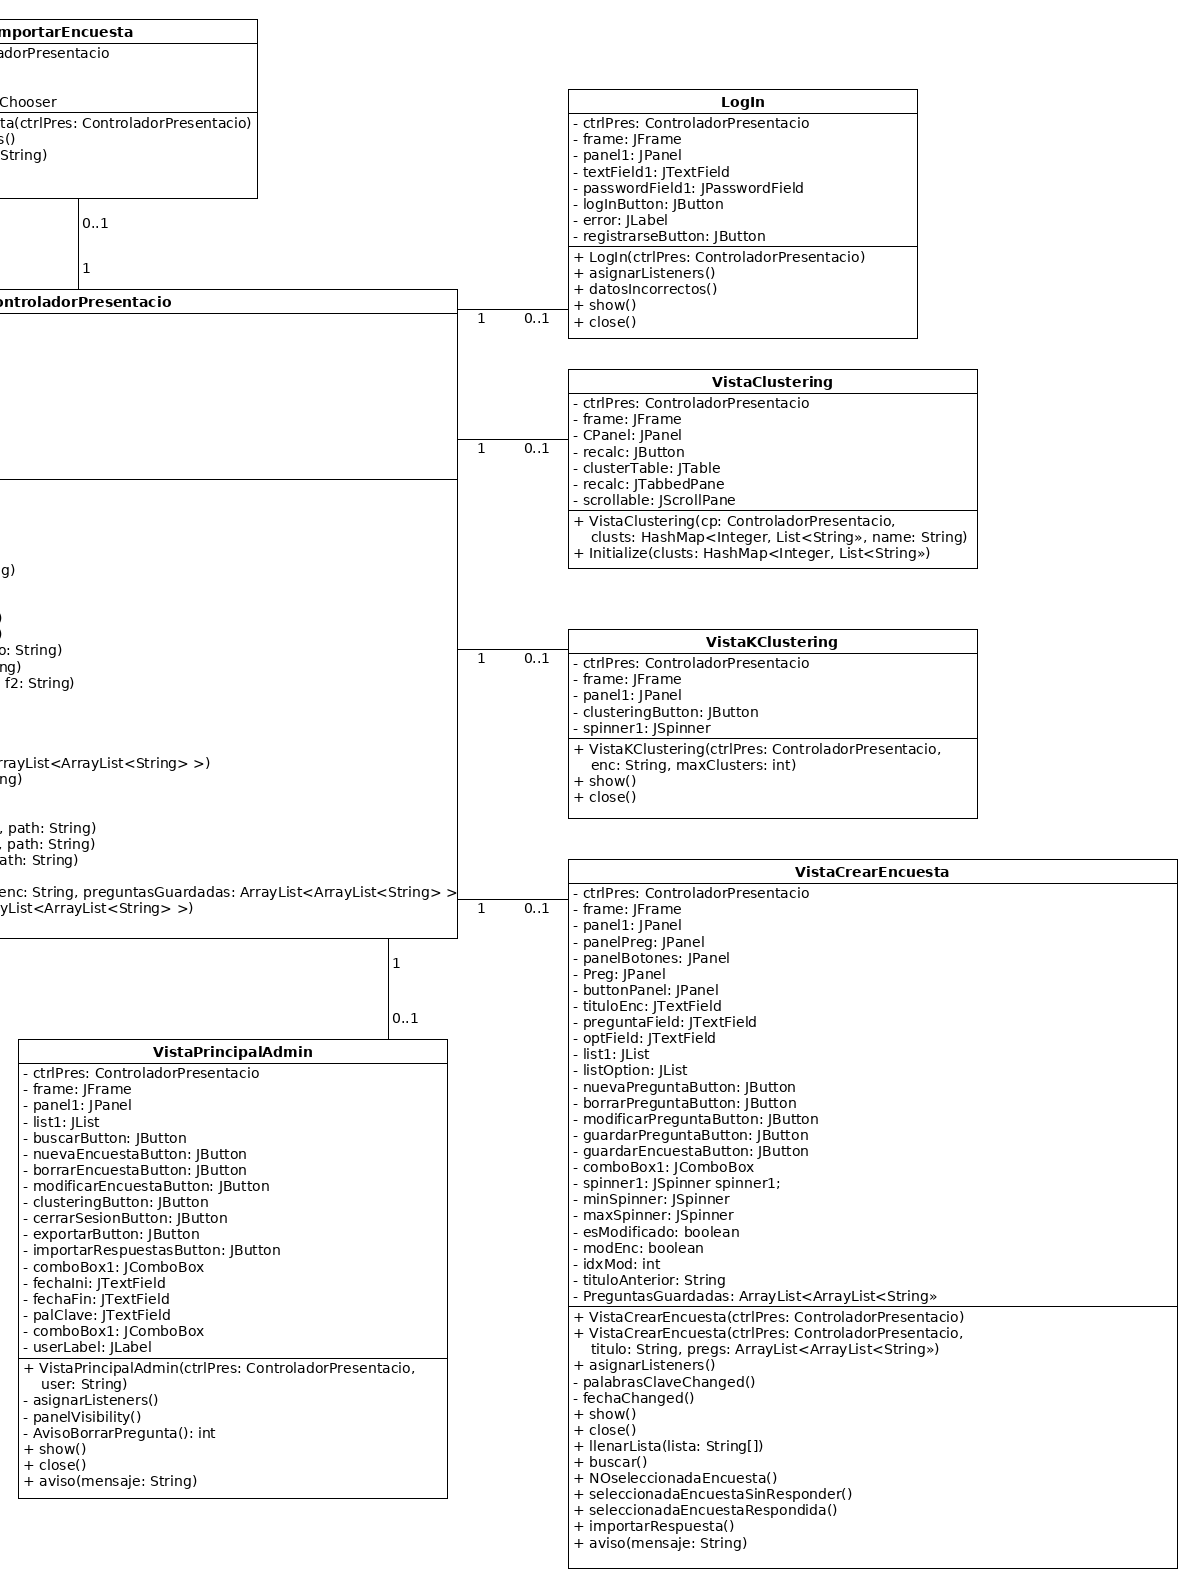 mportarEncuesta
adorPresentacio
Chooser
ta(ctrlPres: ControladorPresentacio)
s()
String)
0..1
1
ontroladorPresentacio
g)
)
)
o: String)
ng)
f2: String)
rrayList<ArrayList<String> >)
ng)
, path: String)
, path: String)
ath: String)
enc: String, preguntasGuardadas: ArrayList<ArrayList<String> >
yList<ArrayList<String> >)
1 0..1
LogIn
- ctrlPres: ControladorPresentacio
- frame: JFrame
- panel1: JPanel
- textField1: JTextField
- passwordField1: JPasswordField
- logInButton: JButton
- error: JLabel
- registrarseButton: JButton
+ LogIn(ctrlPres: ControladorPresentacio)
+ asignarListeners()
+ datosIncorrectos()
+ show()
+ close()
1 0..1
VistaClustering
- ctrlPres: ControladorPresentacio
- frame: JFrame
- CPanel: JPanel
- recalc: JButton
- clusterTable: JTable
- recalc: JTabbedPane
- scrollable: JScrollPane
+ VistaClustering(cp: ControladorPresentacio,
clusts: HashMap<Integer, List<String», name: String)
+ Initialize(clusts: HashMap<Integer, List<String»)
1 0..1
VistaKClustering
- ctrlPres: ControladorPresentacio
- frame: JFrame
- panel1: JPanel
- clusteringButton: JButton
- spinner1: JSpinner
+ VistaKClustering(ctrlPres: ControladorPresentacio,
enc: String, maxClusters: int)
+ show()
+ close()
1 0..1
VistaCrearEncuesta
- ctrlPres: ControladorPresentacio
- frame: JFrame
- panel1: JPanel
- panelPreg: JPanel
- panelBotones: JPanel
- Preg: JPanel
- buttonPanel: JPanel
- tituloEnc: JTextField
- preguntaField: JTextField
- optField: JTextField
- list1: JList
- listOption: JList
- nuevaPreguntaButton: JButton
- borrarPreguntaButton: JButton
- modificarPreguntaButton: JButton
- guardarPreguntaButton: JButton
- guardarEncuestaButton: JButton
- comboBox1: JComboBox
- spinner1: JSpinner spinner1;
- minSpinner: JSpinner
- maxSpinner: JSpinner
- esModificado: boolean
- modEnc: boolean
- idxMod: int
- tituloAnterior: String
- PreguntasGuardadas: ArrayList<ArrayList<String»
+ VistaCrearEncuesta(ctrlPres: ControladorPresentacio)
+ VistaCrearEncuesta(ctrlPres: ControladorPresentacio,
titulo: String, pregs: ArrayList<ArrayList<String»)
+ asignarListeners()
- palabrasClaveChanged()
- fechaChanged()
+ show()
+ close()
+ llenarLista(lista: String[])
+ buscar()
+ NOseleccionadaEncuesta()
+ seleccionadaEncuestaSinResponder()
+ seleccionadaEncuestaRespondida()
+ importarRespuesta()
+ aviso(mensaje: String)
1
0..1
VistaPrincipalAdmin
- ctrlPres: ControladorPresentacio
- frame: JFrame
- panel1: JPanel
- list1: JList
- buscarButton: JButton
- nuevaEncuestaButton: JButton
- borrarEncuestaButton: JButton
- modificarEncuestaButton: JButton
- clusteringButton: JButton
- cerrarSesionButton: JButton
- exportarButton: JButton
- importarRespuestasButton: JButton
- comboBox1: JComboBox
- fechaIni: JTextField
- fechaFin: JTextField
- palClave: JTextField
- comboBox1: JComboBox
- userLabel: JLabel
+ VistaPrincipalAdmin(ctrlPres: ControladorPresentacio,
user: String)
- asignarListeners()
- panelVisibility()
- AvisoBorrarPregunta(): int
+ show()
+ close()
+ aviso(mensaje: String)